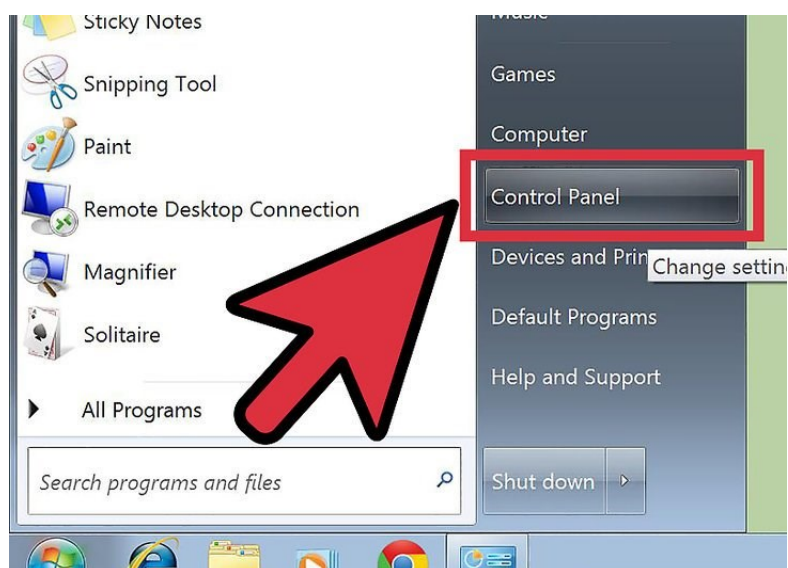 Sticky Notes
Snipping Tool
Paint
Remote Desktop Connection
Magnifier
Solitaire
All Programs
Search programs and files
Music
Games
Computer
Control Panel
Devices and Prin
Change settin
Default Programs
Help and Support
Shut down